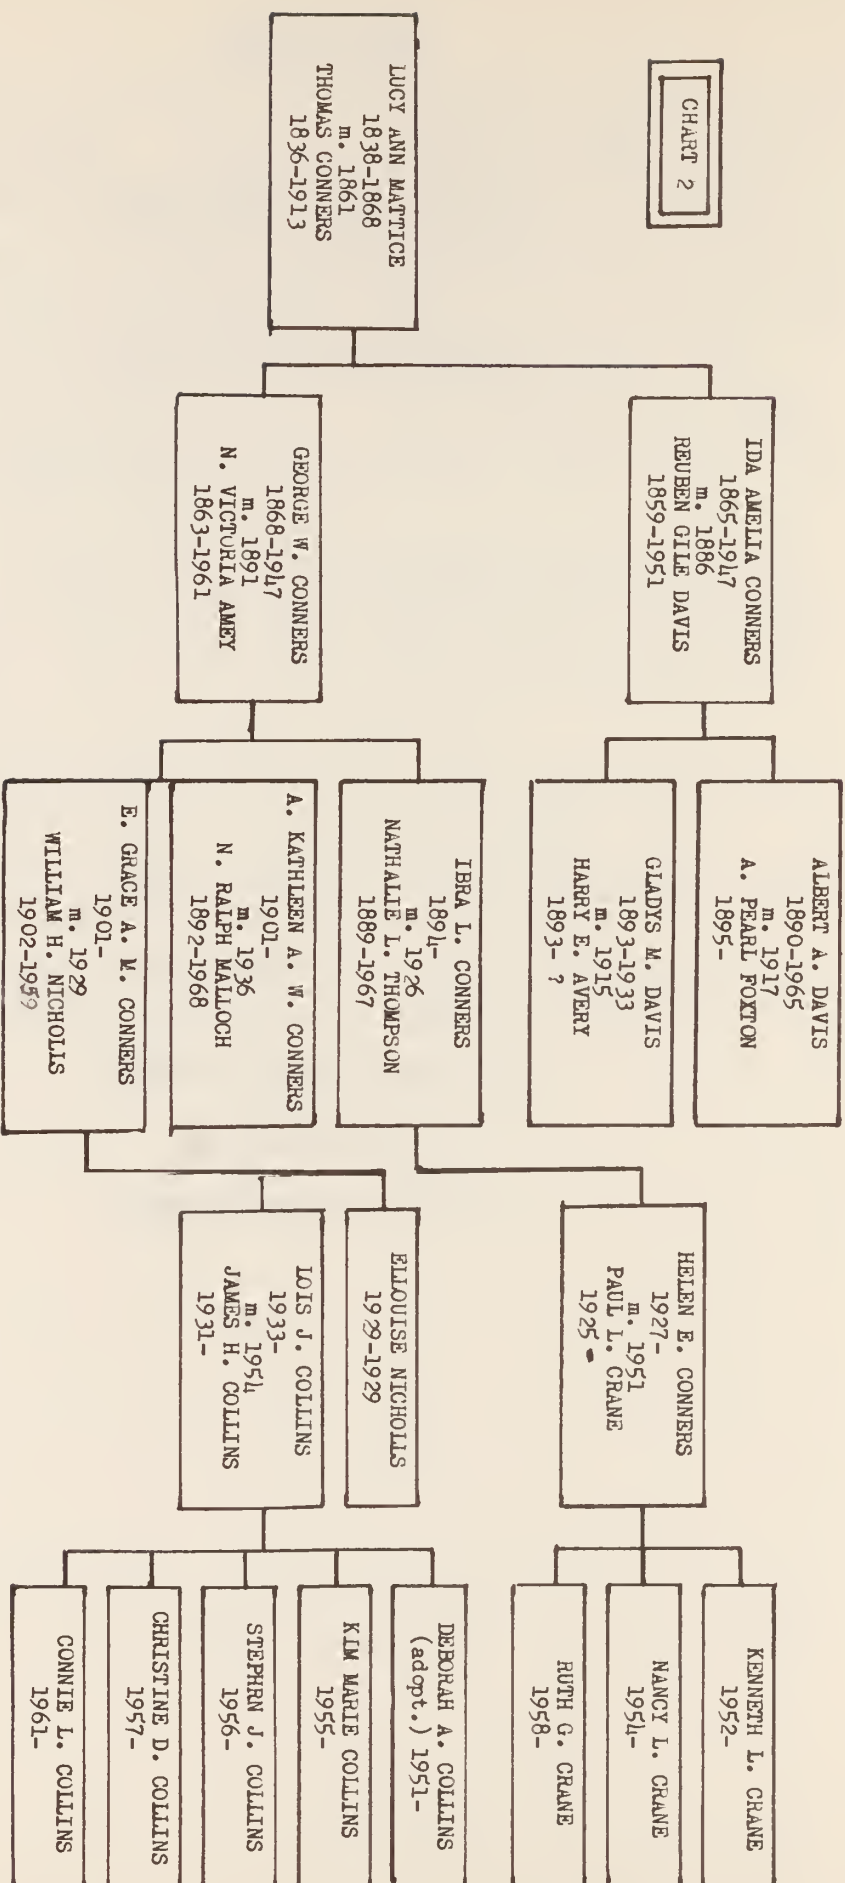 CHART 2
LUCY ANN MATTICE
1838-1868
m. 1861
THOMAS CONNERS
1836-1913
IDA AMELIA CONNERS
1865-1947
m. 1886
REUBEN GILE DAVIS
1859-1951
GEORGE W. CONNERS
1868-1947
m. 1891
N. VICTORIA AMEY
1863-1961
ALBERT A. DAVIS
1890-1965
m. 1917
A. PEARL FOXTON
1895-
GLADYS M. DAVIS
1893-1933
m. 1915
HARRY E. AVERY
1893- ?
IBRA L. CONNERS
1894-
m. 1926
NATHALIE L. THOMPSON
1889-1967
A. KATHLEEN A. W. CONNERS
1901-
m. 1936
N. RALPH MALLOCH
1892-1968
E. GRACE A. M. CONNERS
1901-
m. 1929
WILLIAM H. NICHOLLS
1902-1959
HELEN E. CONNERS
1927-
m. 1951
PAUL L. CRANE
1925-
ELLOUISE NICHOLLS
1929-1929
LOIS J. COLLINS
1933-
m. 1954
JAMES H. COLLINS
1931-
KENNETH L. CRANE
1952-
NANCY L. CRANE
1954-
RUTH G. CRANE
1958-
DEBORAH A. COLLINS
(adopt.) 1951-
KIM MARIE COLLINS
1955-
STEPHRN J. COLLINS
1956-
CHRISTINE D. COLLINS
1957-
CONNIE L. COLLINS
1961-